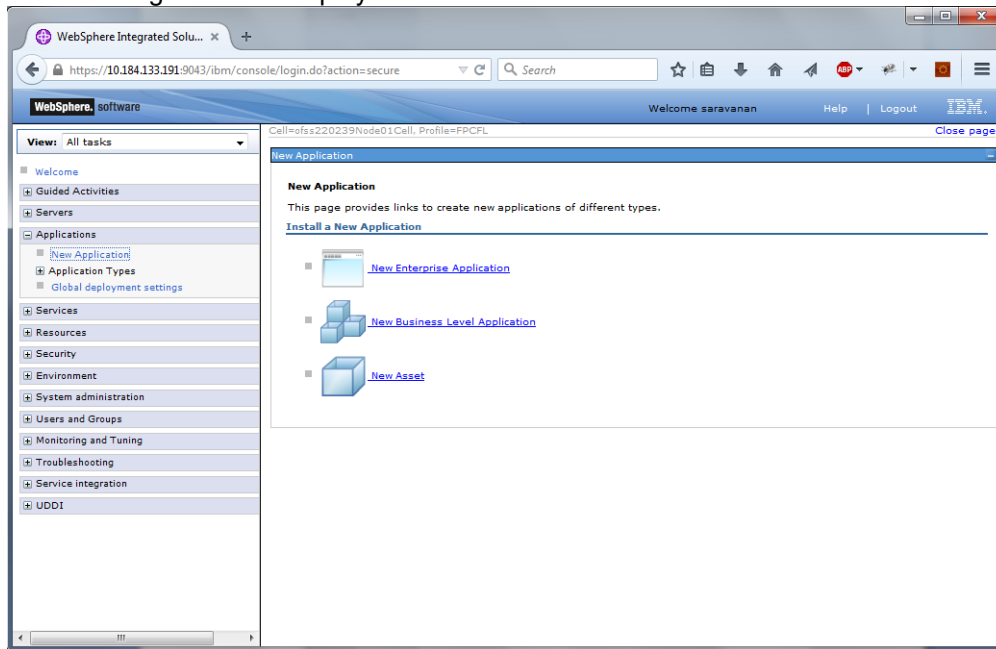 WebSphere Integrated Solu... × +
https://10.184.133.191:9043/ibm/console/login.do?action=secure Search ABP
WebSphere. software Welcome saravanan Help | Logout IBM.
Cell=ofss220239Node01Cell, Profile=FPCFL Close page
View: All tasks
New Application
Welcome
Guided Activities
Servers
Applications
New Application
Application Types
Global deployment settings
Services
Resources
Security
Environment
System administration
Users and Groups
Monitoring and Tuning
Troubleshooting
Service integration
UDDI
New Application
This page provides links to create new applications of different types.
Install a New Application
New Enterprise Application
New Business Level Application
New Asset